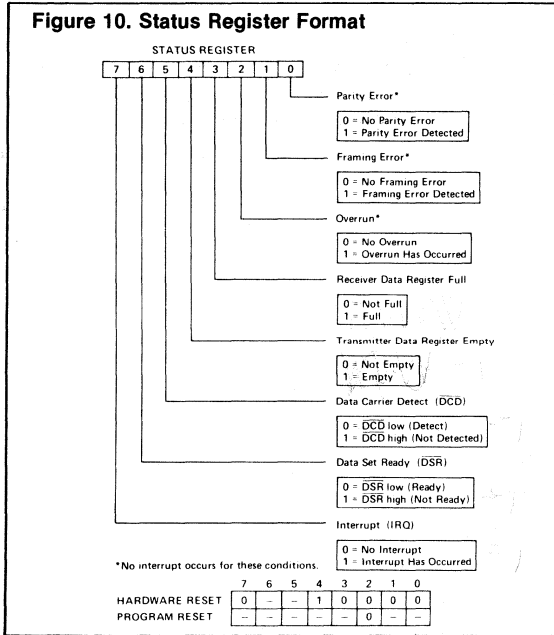 Figure 10. Status Register Format
STATUS REGISTER
7 6 5 4 3 2 1 0
Parity Error*
0 = No Parity Error
1 = Parity Error Detected
Framing Error*
0 = No Framing Error
1 = Framing Error Detected
Overrun*
0 = No Overrun
1 = Overrun Has Occurred
Receiver Data Register Full
0 = Not Full
1 = Full
Transmitter Data Register Empty
0 = Not Empty
1 = Empty
Data Carrier Detect (D̅C̅D̅)
0 = D̅C̅D̅ low (Detect)
1 = D̅C̅D̅ high (Not Detected)
Data Set Ready (D̅S̅R̅)
0 = D̅S̅R̅ low (Ready)
1 = D̅S̅R̅ high (Not Ready)
Interrupt (IRQ)
0 = No Interrupt
1 = Interrupt Has Occurred
*No interrupt occurs for these conditions.
7 6 5 4 3 2 1 0
HARDWARE RESET 0 – – 1 0 0 0 0
PROGRAM RESET – – – – – 0 – –